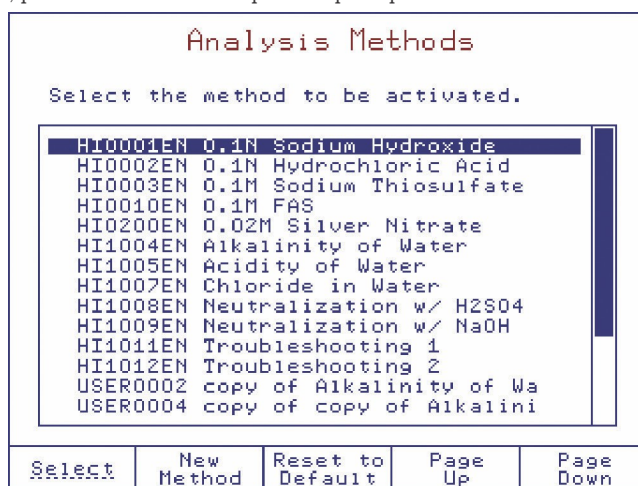 Analysis Methods
Select the method to be activated.
HI0001EN 0.1N Sodium Hydroxide
HI0002EN 0.1N Hydrochloric Acid
HI0003EN 0.1M Sodium Thiosulfate
HI0010EN 0.1M FAS
HI0200EN 0.02M Silver Nitrate
HI1004EN Alkalinity of Water
HI1005EN Acidity of Water
HI1007EN Chloride in Water
HI1008EN Neutralization w/ H2SO4
HI1009EN Neutralization w/ NaOH
HI1011EN Troubleshooting 1
HI1012EN Troubleshooting 2
USER0002 copy of Alkalinity of Wa
USER0004 copy of copy of Alkalini
Select
New Method
Reset to Default
Page Up
Page Down